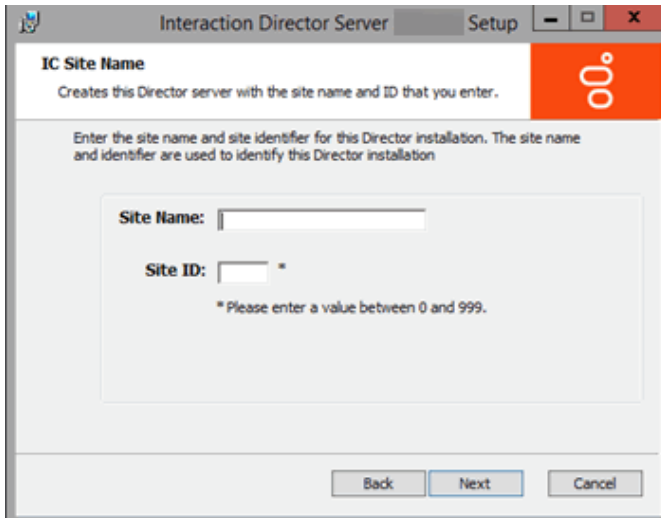 Interaction Director Server Setup
IC Site Name
Creates this Director server with the site name and ID that you enter.
Enter the site name and site identifier for this Director installation. The site name
and identifier are used to identify this Director installation
Site Name:
Site ID: *
* Please enter a value between 0 and 999.
Back Next Cancel